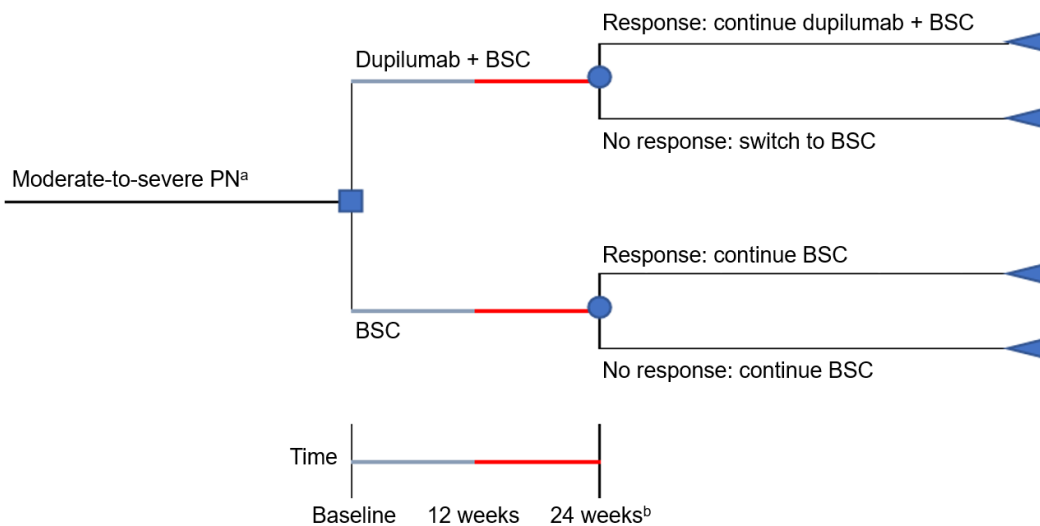 Response: continue dupilumab + BSC
Dupilumab + BSC
No response: switch to BSC
Moderate-to-severe PNᵃ
Response: continue BSC
BSC
No response: continue BSC
Time
Baseline 12 weeks 24 weeksᵇ